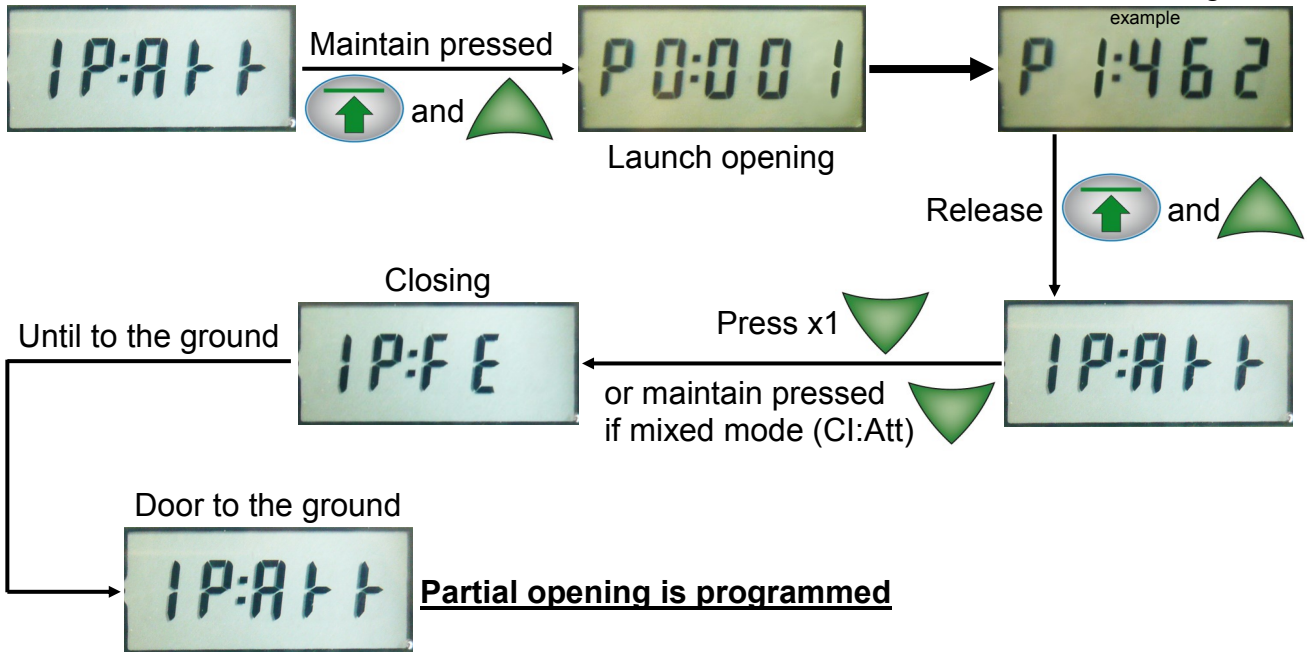 example
1P:Att
Maintain pressed
and
P0:001
P1:462
Launch opening
Release
and
Closing
Until to the ground
1P:FE
Press x1
or maintain pressed
if mixed mode (CI:Att)
1P:Att
Door to the ground
1P:Att
Partial opening is programmed